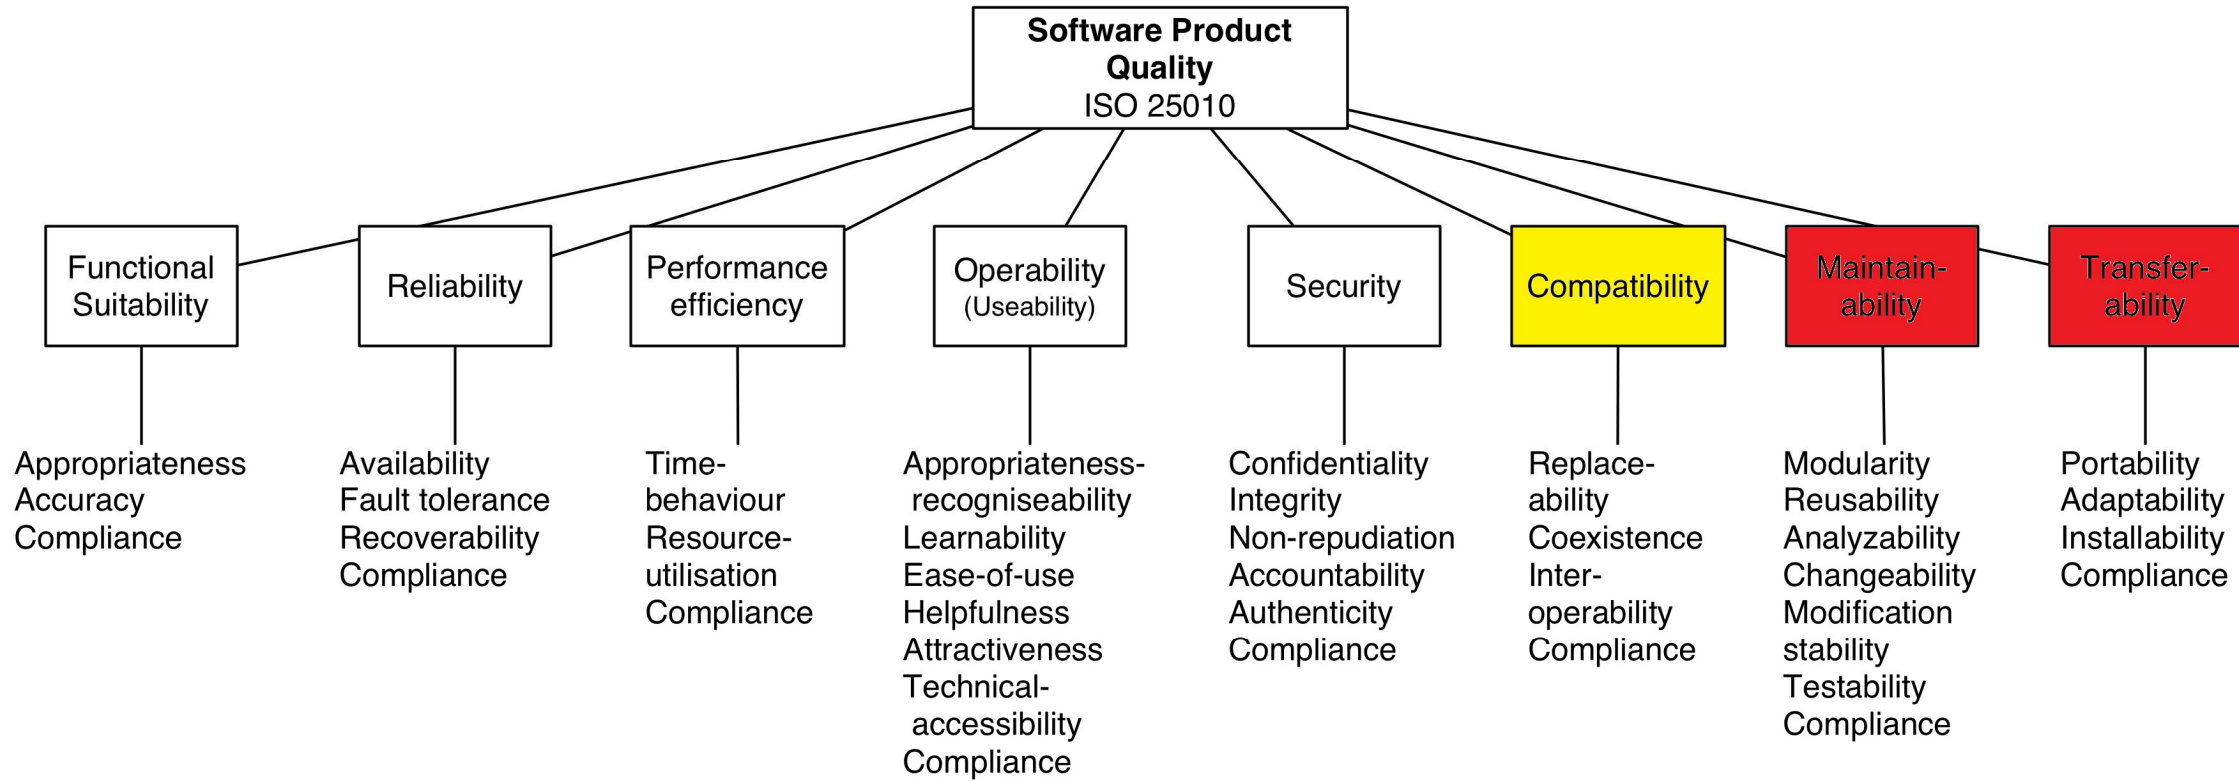 Software Product
Quality
ISO 25010
Functional
Suitability
Reliability
Performance
efficiency
Operability
(Useability)
Security
Compatibility
Maintain-
ability
Transfer-
ability
Appropriateness
Accuracy
Compliance
Availability
Fault tolerance
Recoverability
Compliance
Time-
behaviour
Resource-
utilisation
Compliance
Appropriateness-
recogniseability
Learnability
Ease-of-use
Helpfulness
Attractiveness
Technical-
accessibility
Compliance
Confidentiality
Integrity
Non-repudiation
Accountability
Authenticity
Compliance
Replace-
ability
Coexistence
Inter-
operability
Compliance
Modularity
Reusability
Analyzability
Changeability
Modification
stability
Testability
Compliance
Portability
Adaptability
Installability
Compliance